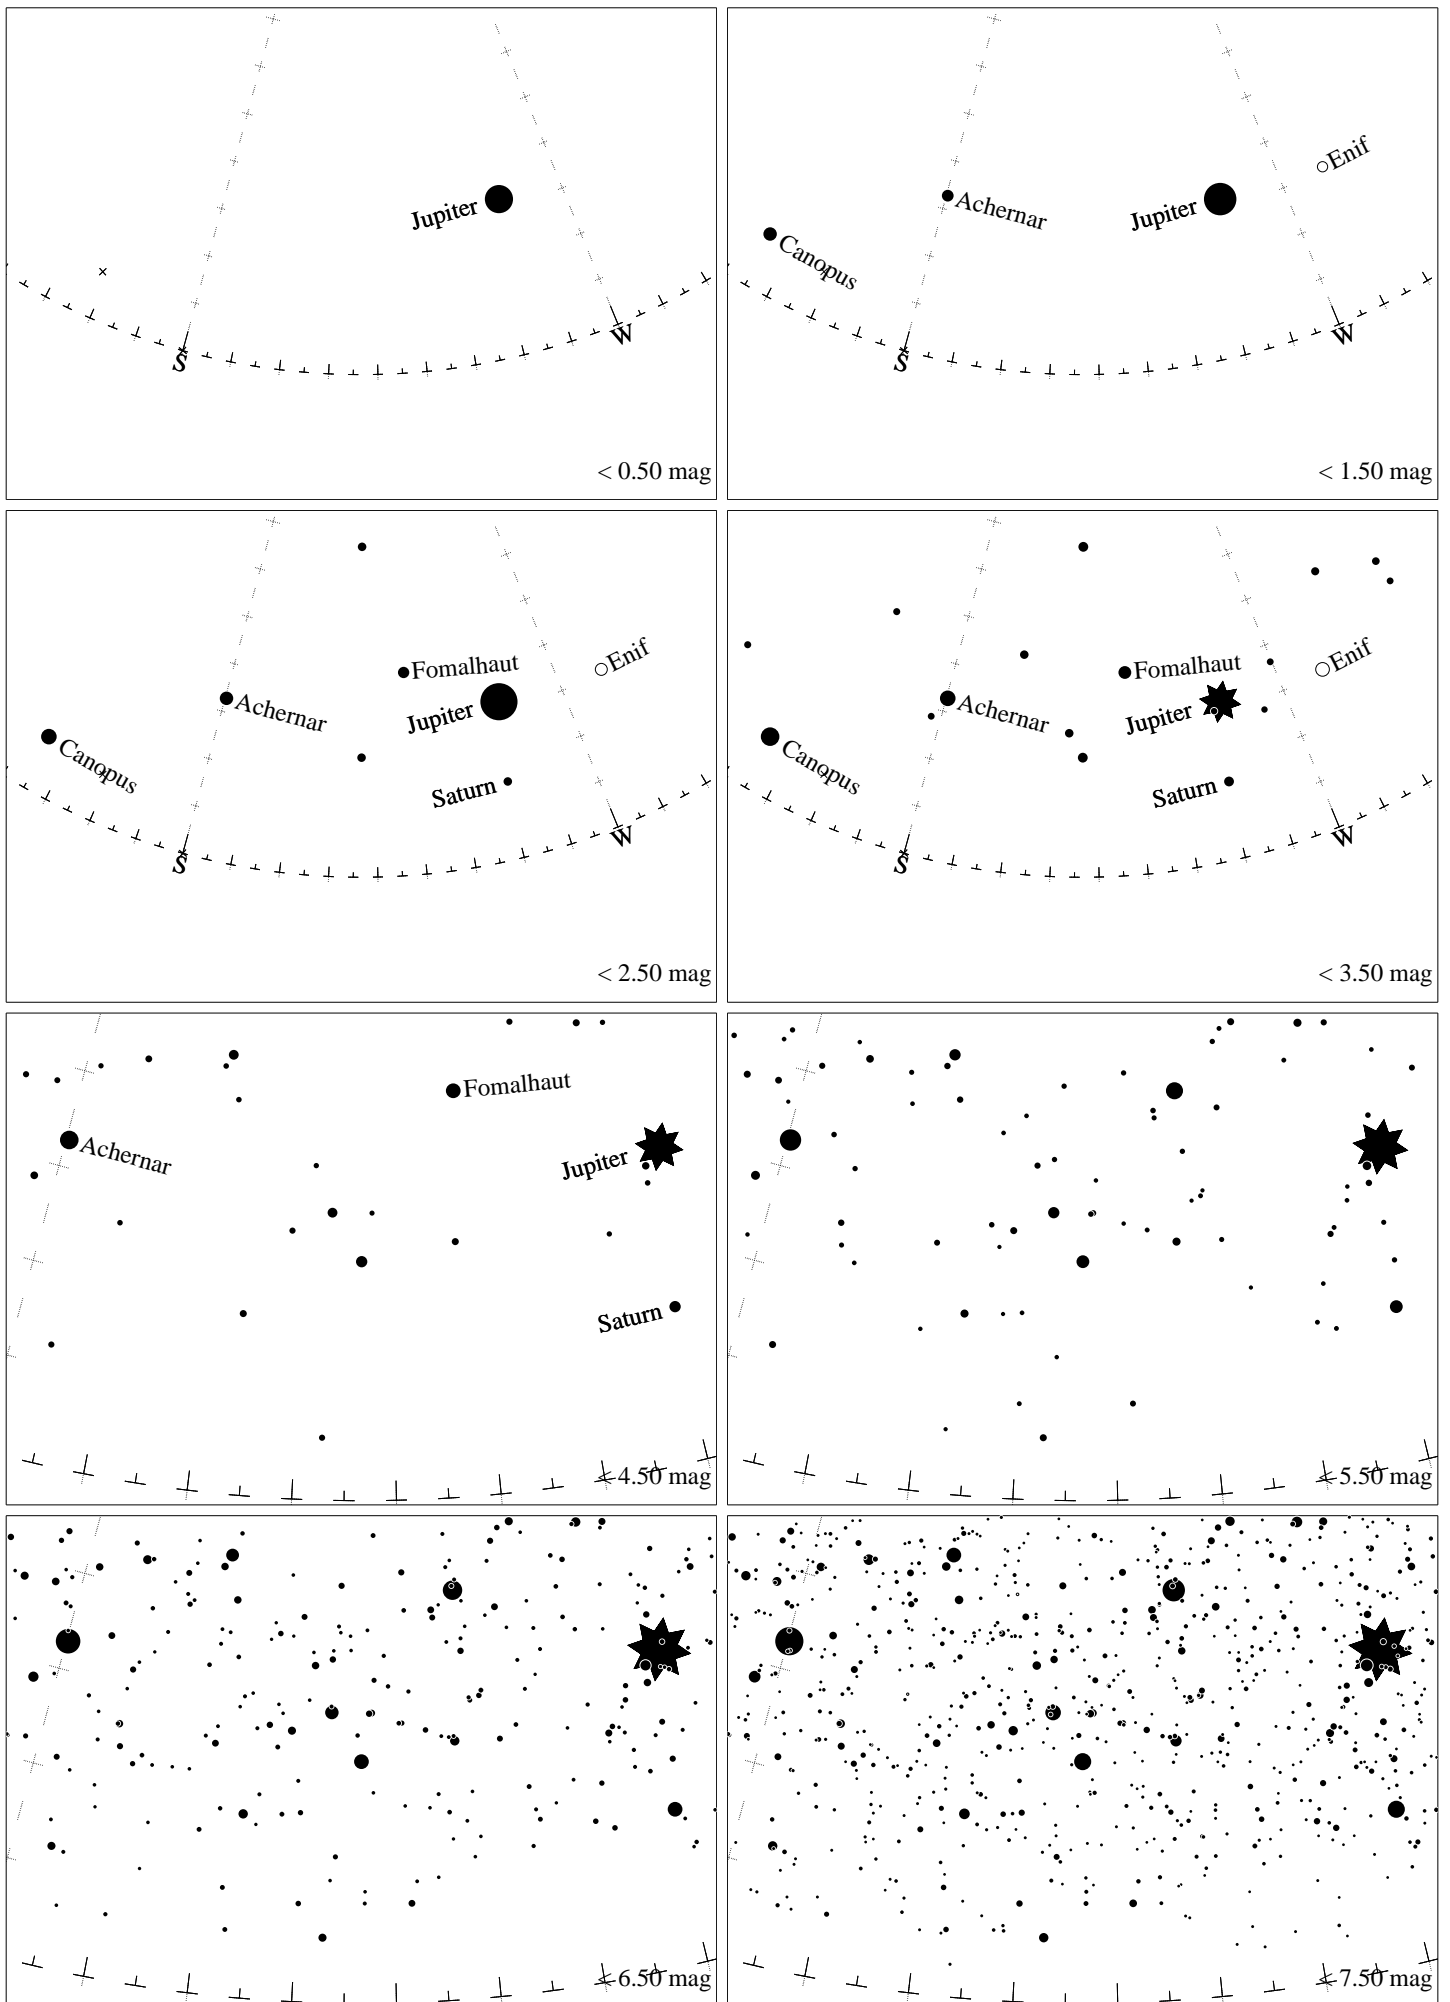 Jupiter
S
W
< 0.50 mag
Enif
Achernar
Jupiter
Canopus
S
W
< 1.50 mag
Enif
Fomalhaut
Achernar
Jupiter
Canopus
Saturn
S
W
< 2.50 mag
Enif
Fomalhaut
Achernar
Jupiter
Canopus
Saturn
S
W
< 3.50 mag
Fomalhaut
Achernar
Jupiter
Saturn
< 4.50 mag
< 5.50 mag
< 6.50 mag
< 7.50 mag